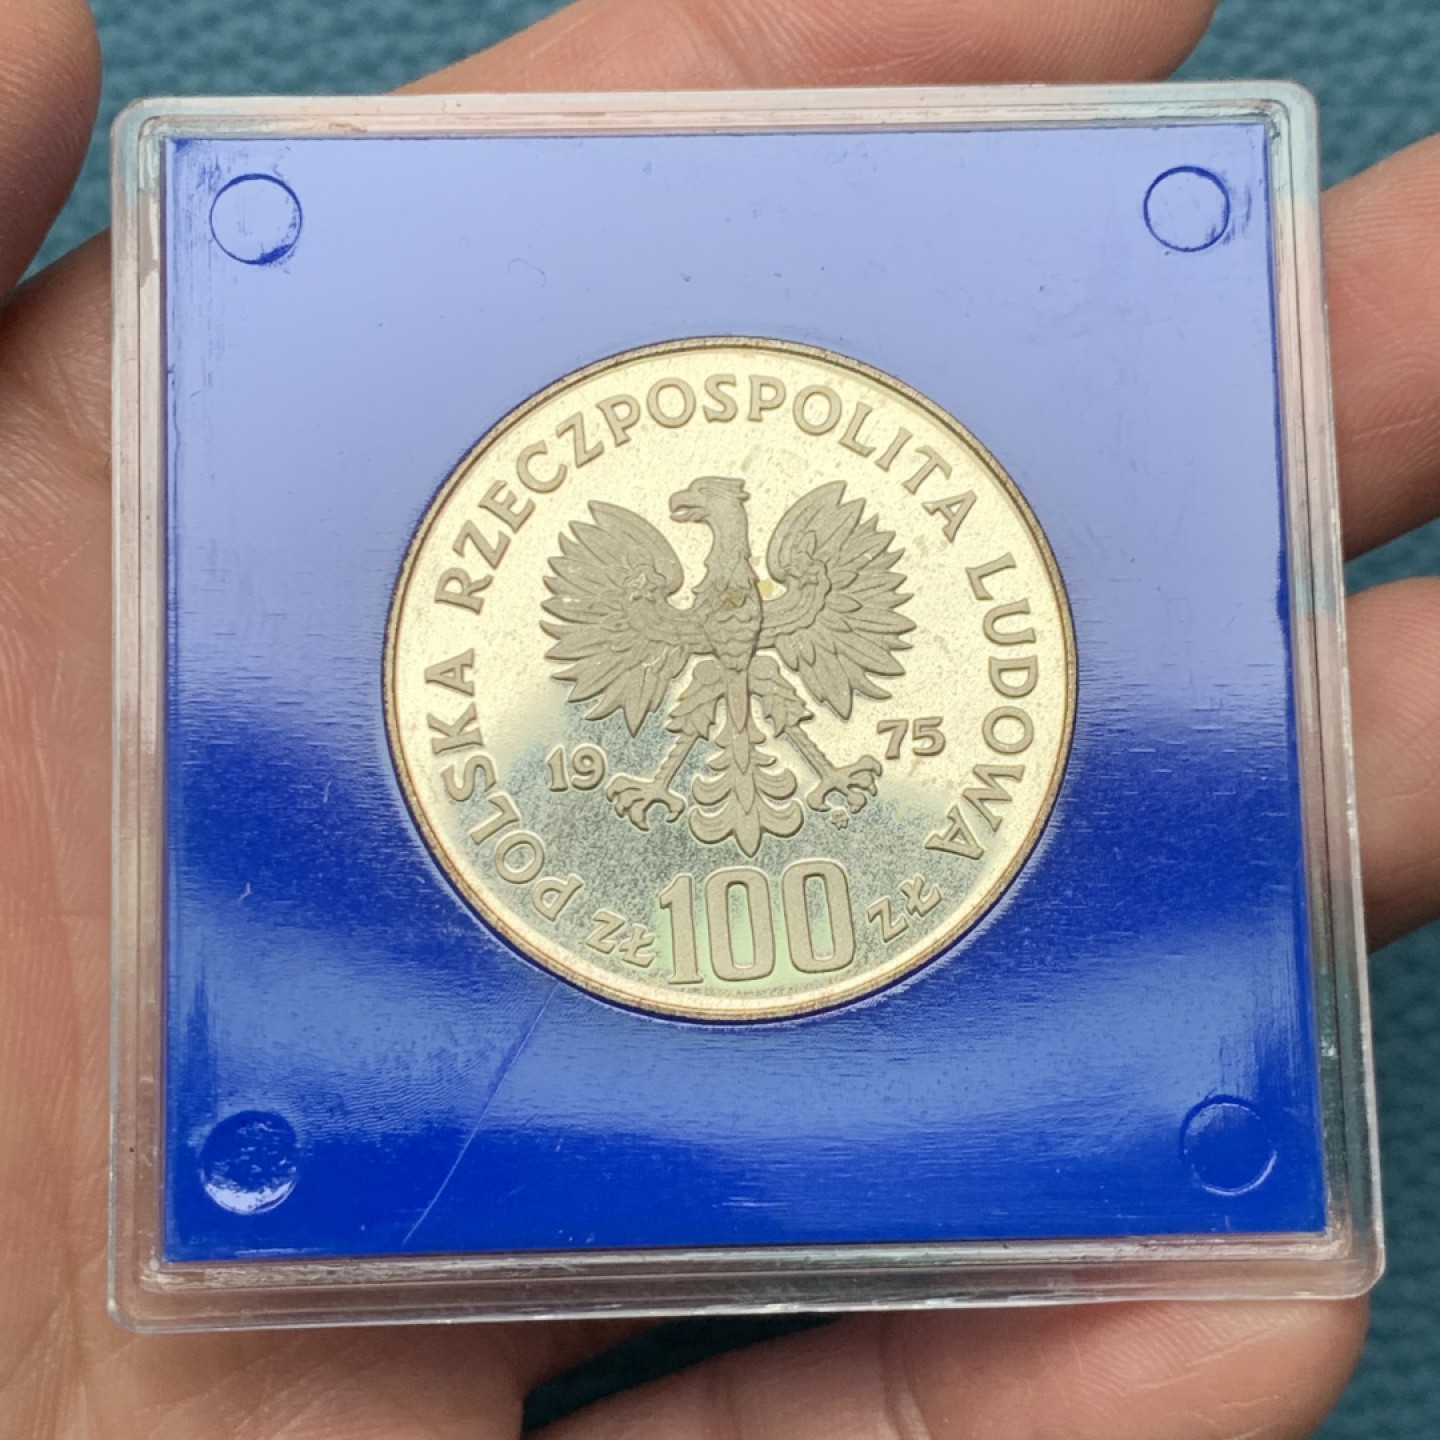 POLSKA RZECZPOSPOLITA LUDOWA
19 75
zł 100 zł